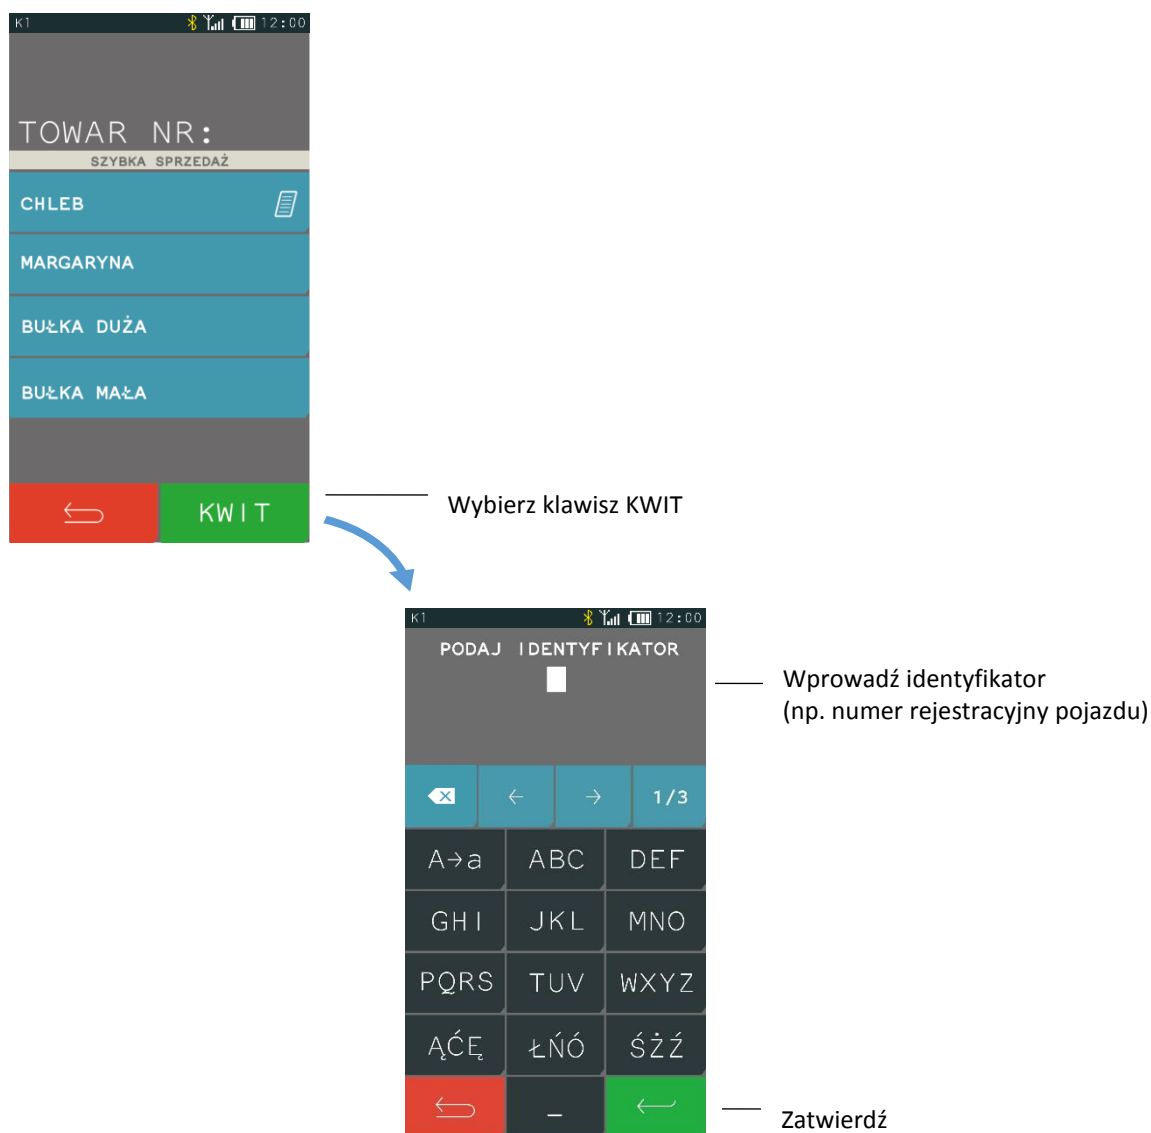 K1 12:00
TOWAR NR:
SZYBKA SPRZEDAŻ
CHLEB
MARGARYNA
BUŁKA DUŻA
BUŁKA MAŁA
KWIT
Wybierz klawisz KWIT
K1 12:00
PODAJ IDENTYFIKATOR
Wprowadź identyfikator
(np. numer rejestracyjny pojazdu)
← → 1/3
A→a ABC DEF
GHI JKL MNO
PQRS TUV WXYZ
ĄĆĘ ŁŃÓ ŚŻŹ
_
Zatwierdź